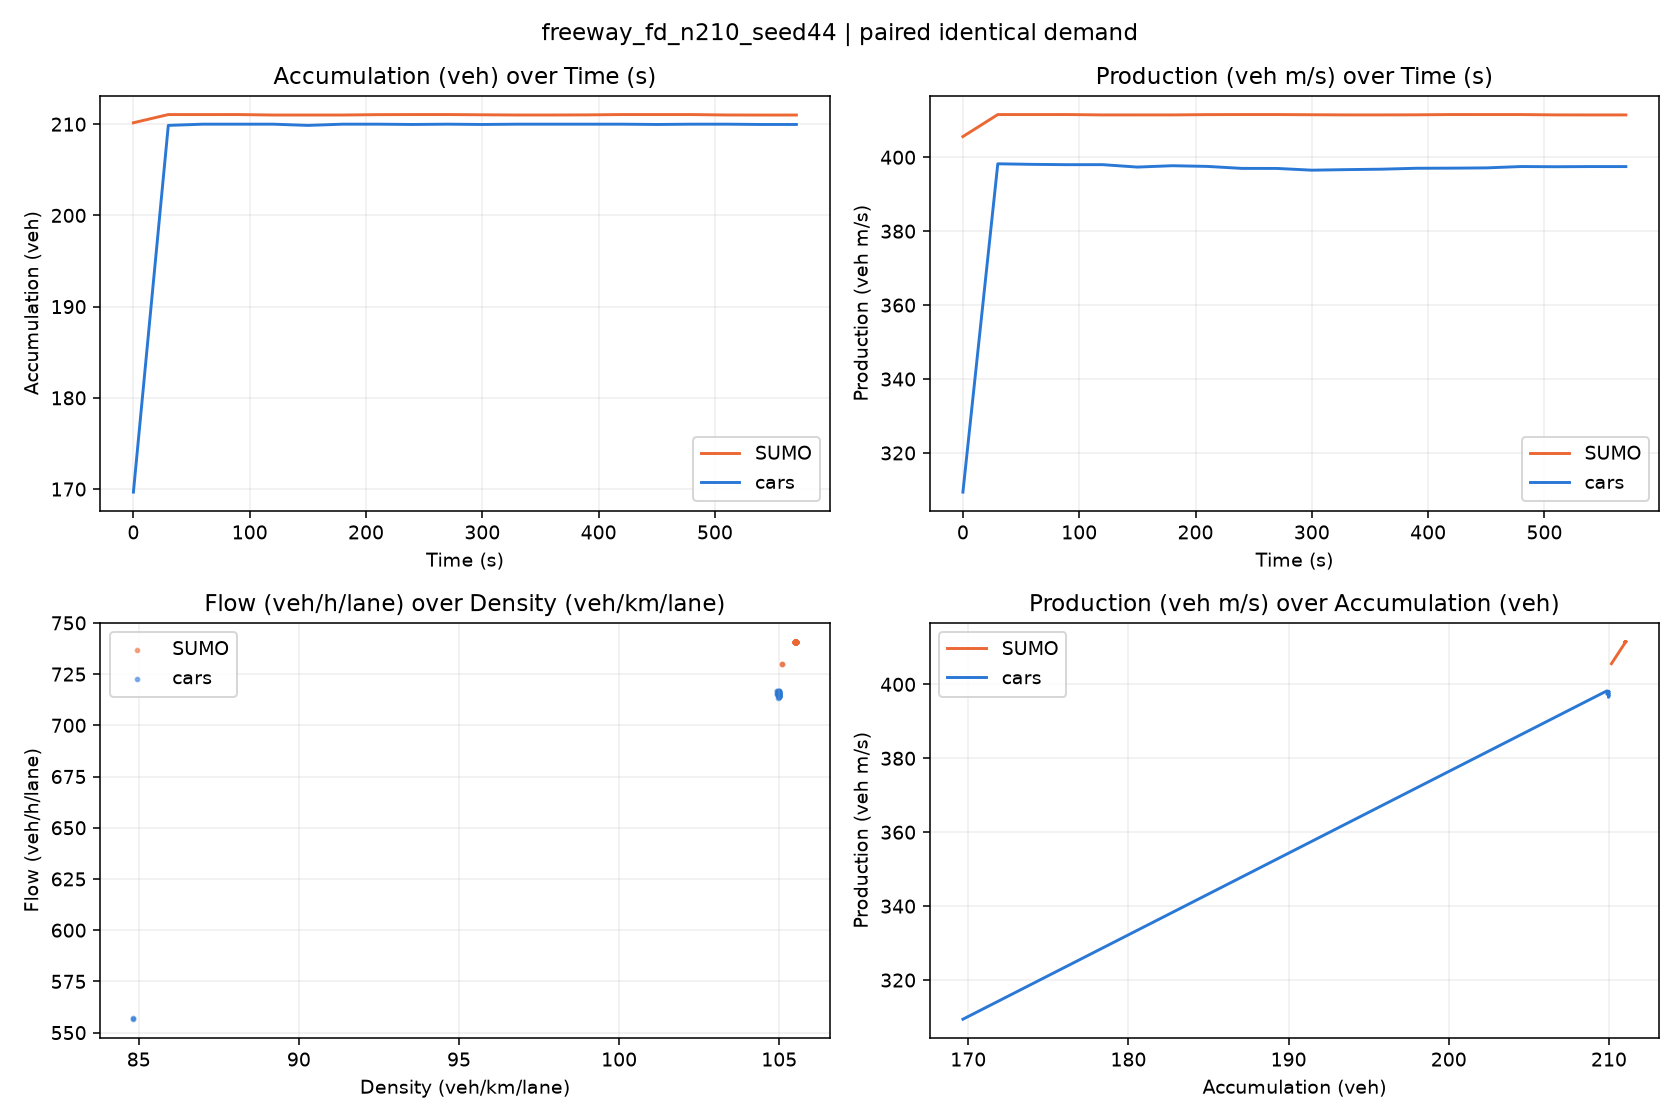 freeway_fd_n210_seed44 | paired identical demand
Accumulation (veh) over Time (s)
Accumulation (veh)
210
200
190
180
170
0 100 200 300 400 500
Time (s)
SUMO
cars
Production (veh m/s) over Time (s)
Production (veh m/s)
400
380
360
340
320
0 100 200 300 400 500
Time (s)
SUMO
cars
Flow (veh/h/lane) over Density (veh/km/lane)
Flow (veh/h/lane)
750
725
700
675
650
625
600
575
550
85 90 95 100 105
Density (veh/km/lane)
SUMO
cars
Production (veh m/s) over Accumulation (veh)
Production (veh m/s)
400
380
360
340
320
170 180 190 200 210
Accumulation (veh)
SUMO
cars